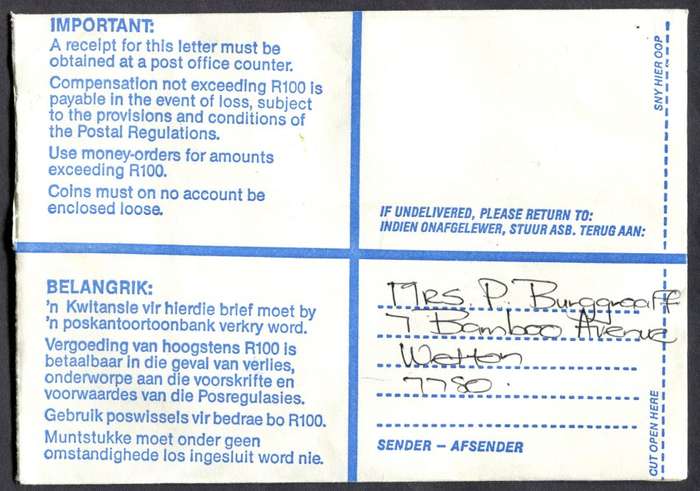 IMPORTANT:
A receipt for this letter must be
obtained at a post office counter.
Compensation not exceeding R100 is
payable in the event of loss, subject
to the provisions and conditions of
the Postal Regulations.
Use money-orders for amounts
exceeding R100.
Coins must on no account be
enclosed loose.
SNY HIER OOP
IF UNDELIVERED, PLEASE RETURN TO:
INDIEN ONAFGELEWER, STUUR ASB. TERUG AAN:
BELANGRIK:
'n Kwitansie vir hierdie brief moet by
'n poskantoortoonbank verkry word.
Vergoeding van hoogstens R100 is
betaalbaar in die geval van verlies,
onderworpe aan die voorskrifte en
voorwaardes van die Posregulasies.
Gebruik poswissels vir bedrae bo R100.
Muntstukke moet onder geen
omstandighede los ingesluit word nie.
Mrs. P. Burggraaff
7 Bamboo Avenue
Wetton
7780.
SENDER – AFSENDER
CUT OPEN HERE